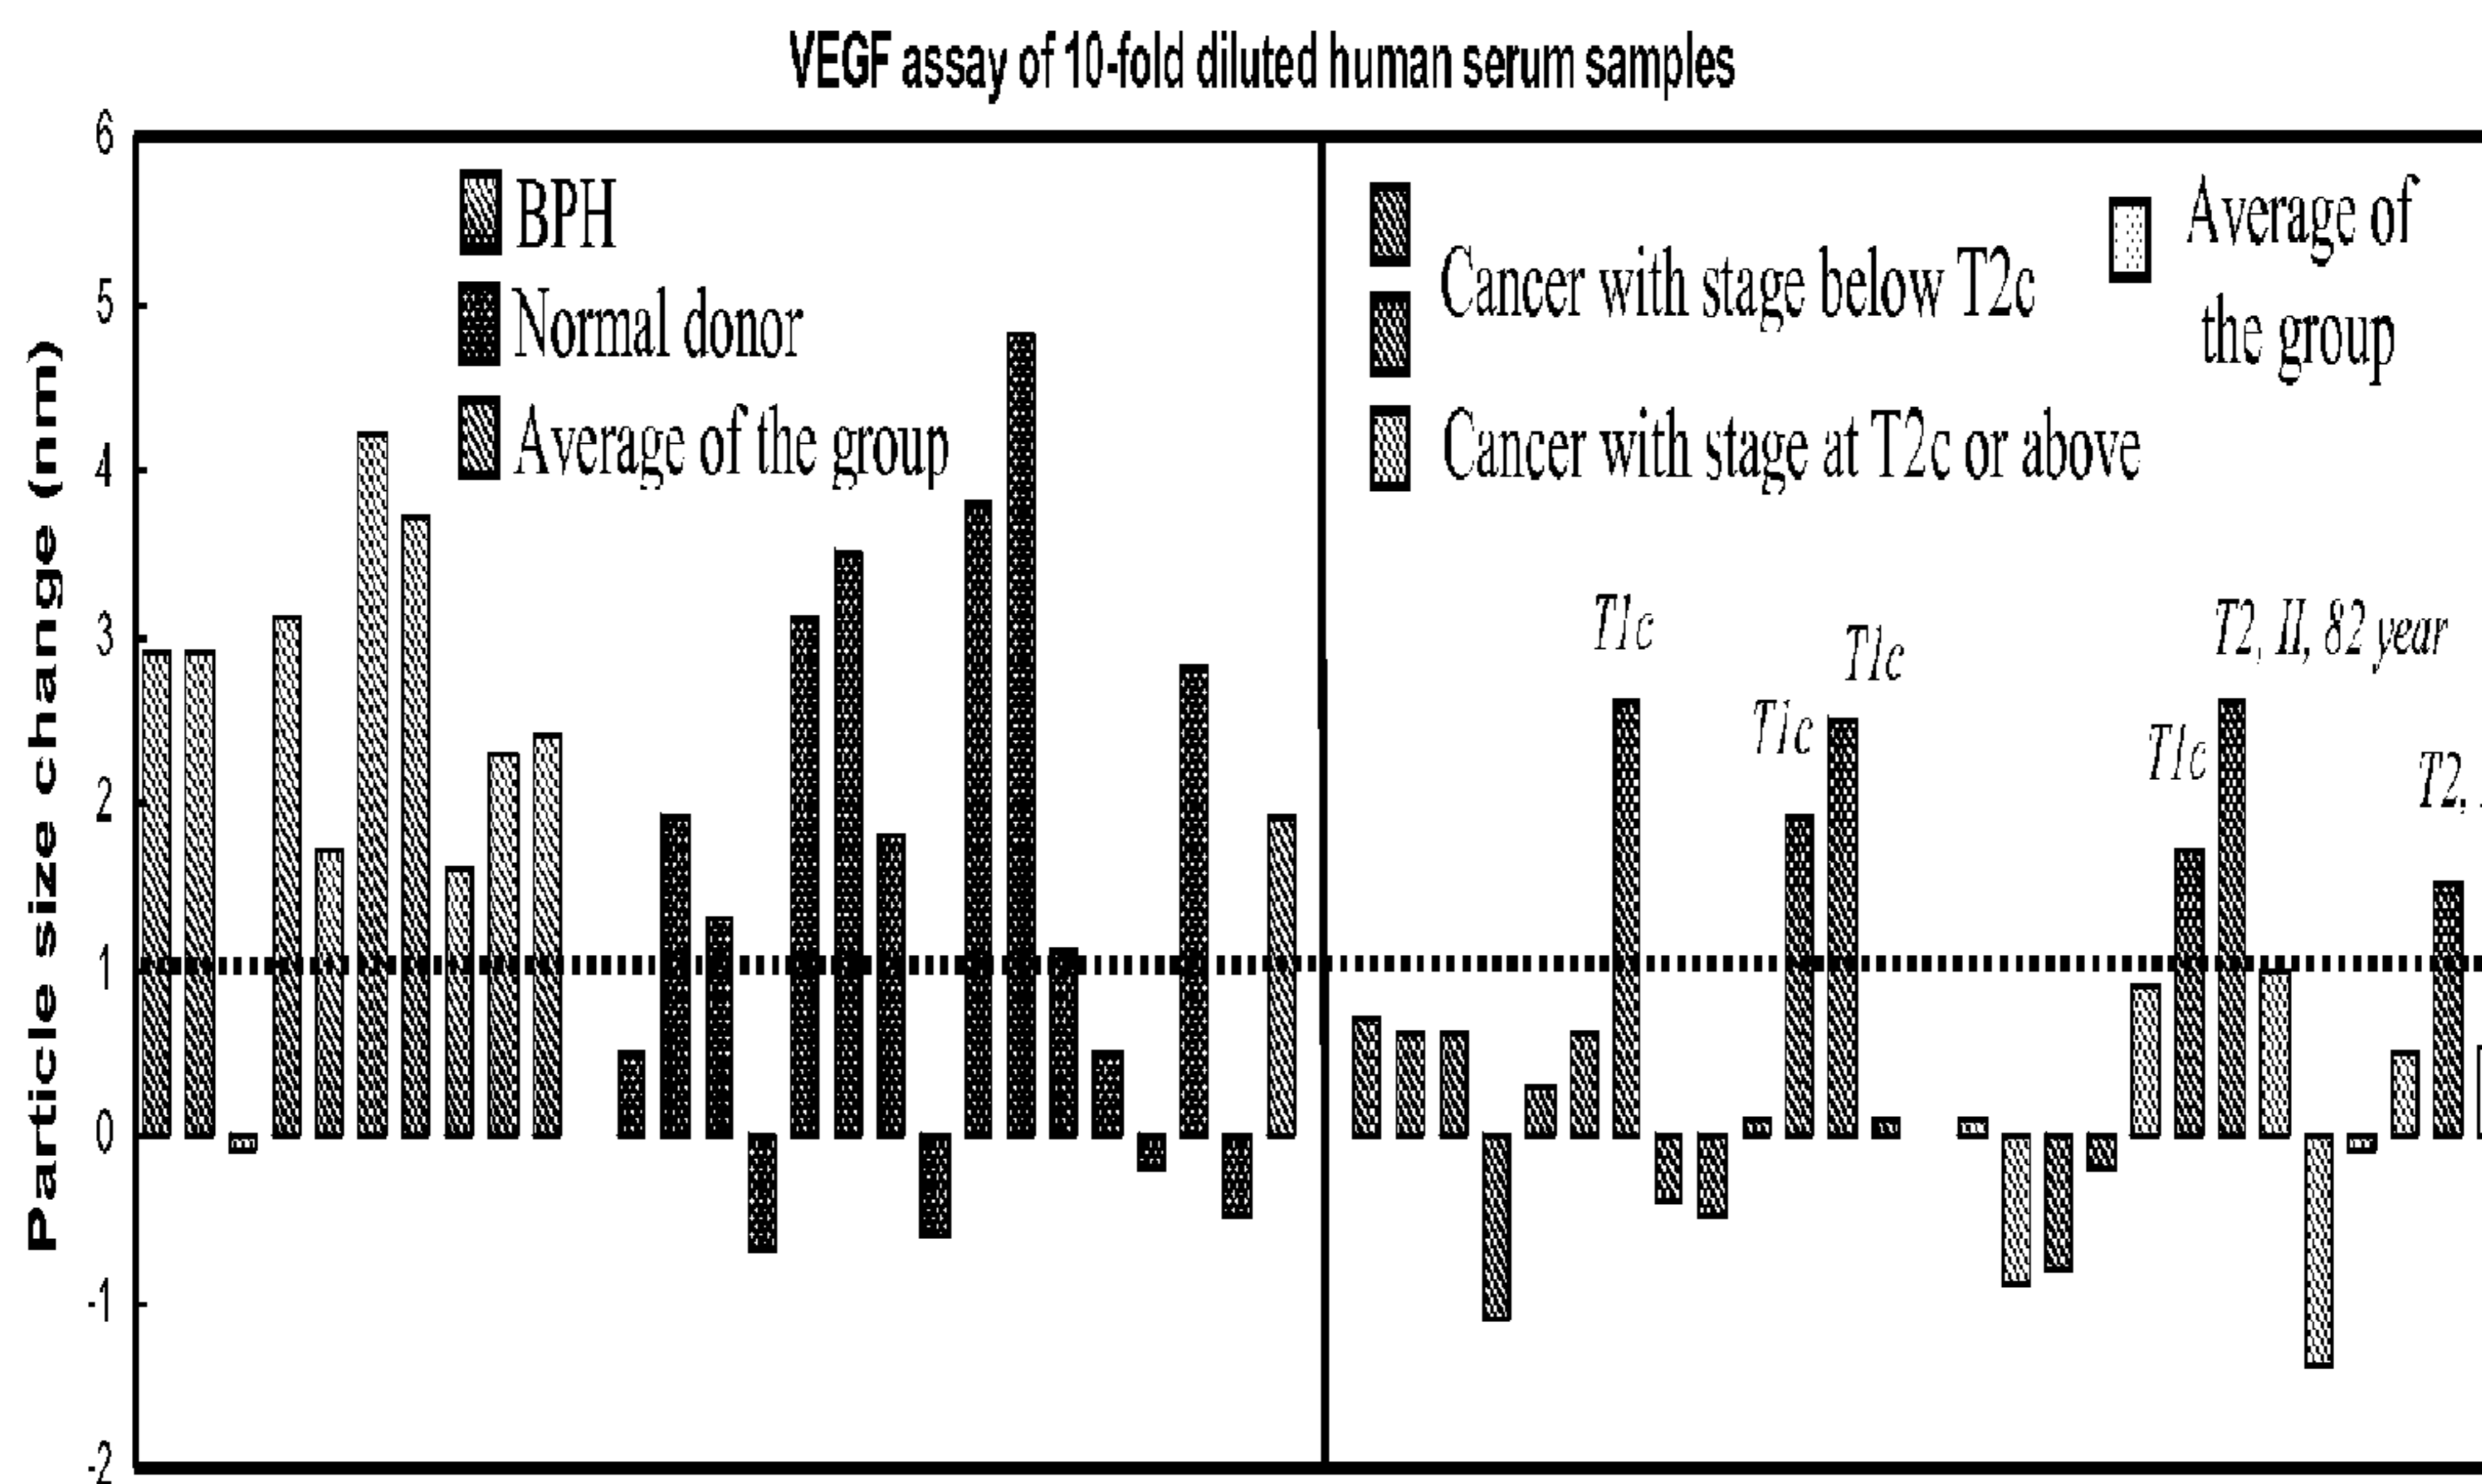 VEGF assay of 10-fold diluted human serum samples
Particle size change (nm)
6
5
4
3
2
1
0
-1
-2
BPH
Normal donor
Average of the group
Cancer with stage below T2c
Cancer with stage at T2c or above
Average of
the group
T1c
T1c
T1c
T1c
T2, II, 82 year
T2,